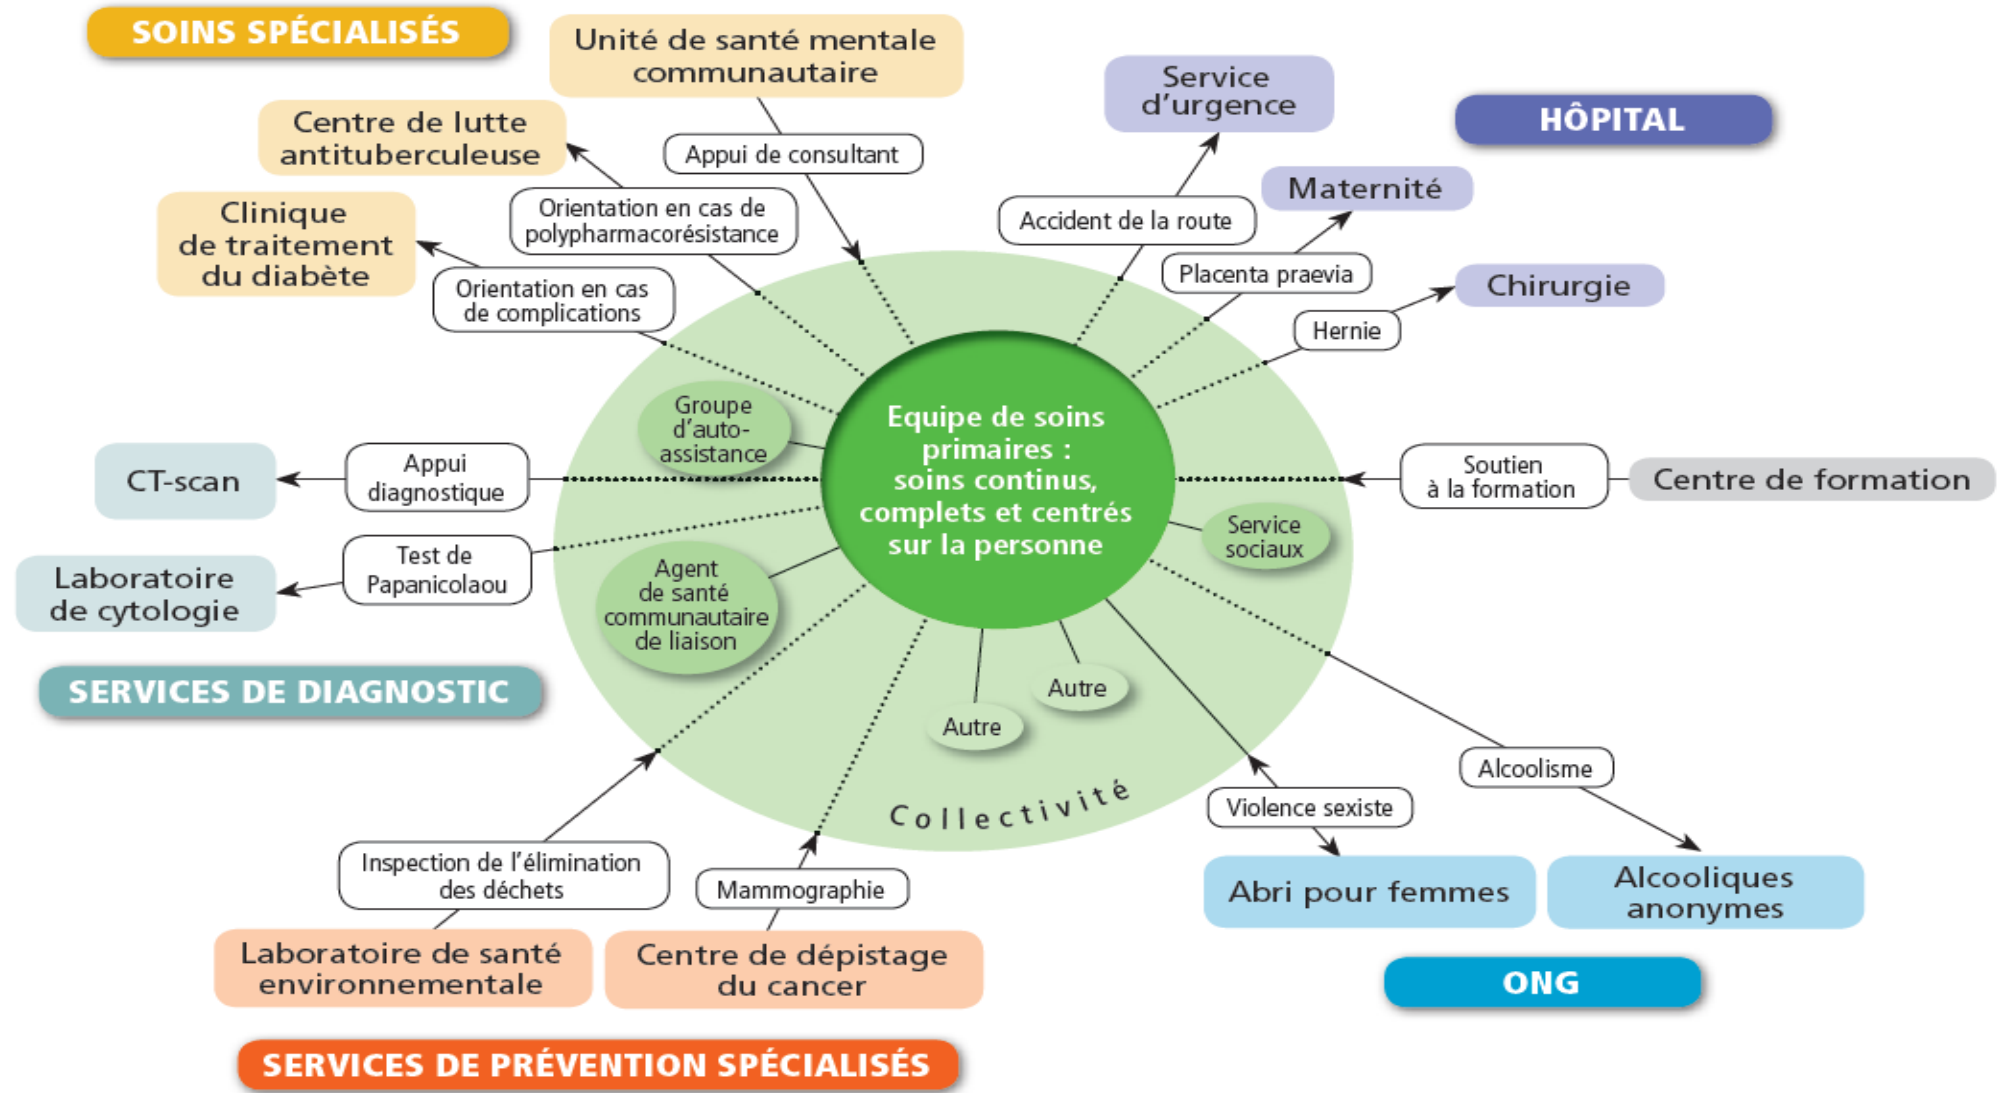 SOINS SPÉCIALISÉS
Unité de santé mentale
communautaire
Centre de lutte
antituberculeuse
Clinique
de traitement
du diabète
Appui de consultant
Orientation en cas de
polypharmacorésistance
Orientation en cas
de complications
Service
d’urgence
HÔPITAL
Maternité
Chirurgie
Accident de la route
Placenta praevia
Hernie
Groupe
d’auto-
assistance
Equipe de soins
primaires :
soins continus,
complets et centrés
sur la personne
CT-scan
Appui
diagnostique
Soutien
à la formation
Centre de formation
Service
sociaux
Laboratoire
de cytologie
Test de
Papanicolaou
Agent
de santé
communautaire
de liaison
SERVICES DE DIAGNOSTIC
Autre
Autre
Collectivité
Alcoolisme
Violence sexiste
Inspection de l’élimination
des déchets
Mammographie
Abri pour femmes
Alcooliques
anonymes
Laboratoire de santé
environnementale
Centre de dépistage
du cancer
ONG
SERVICES DE PRÉVENTION SPÉCIALISÉS